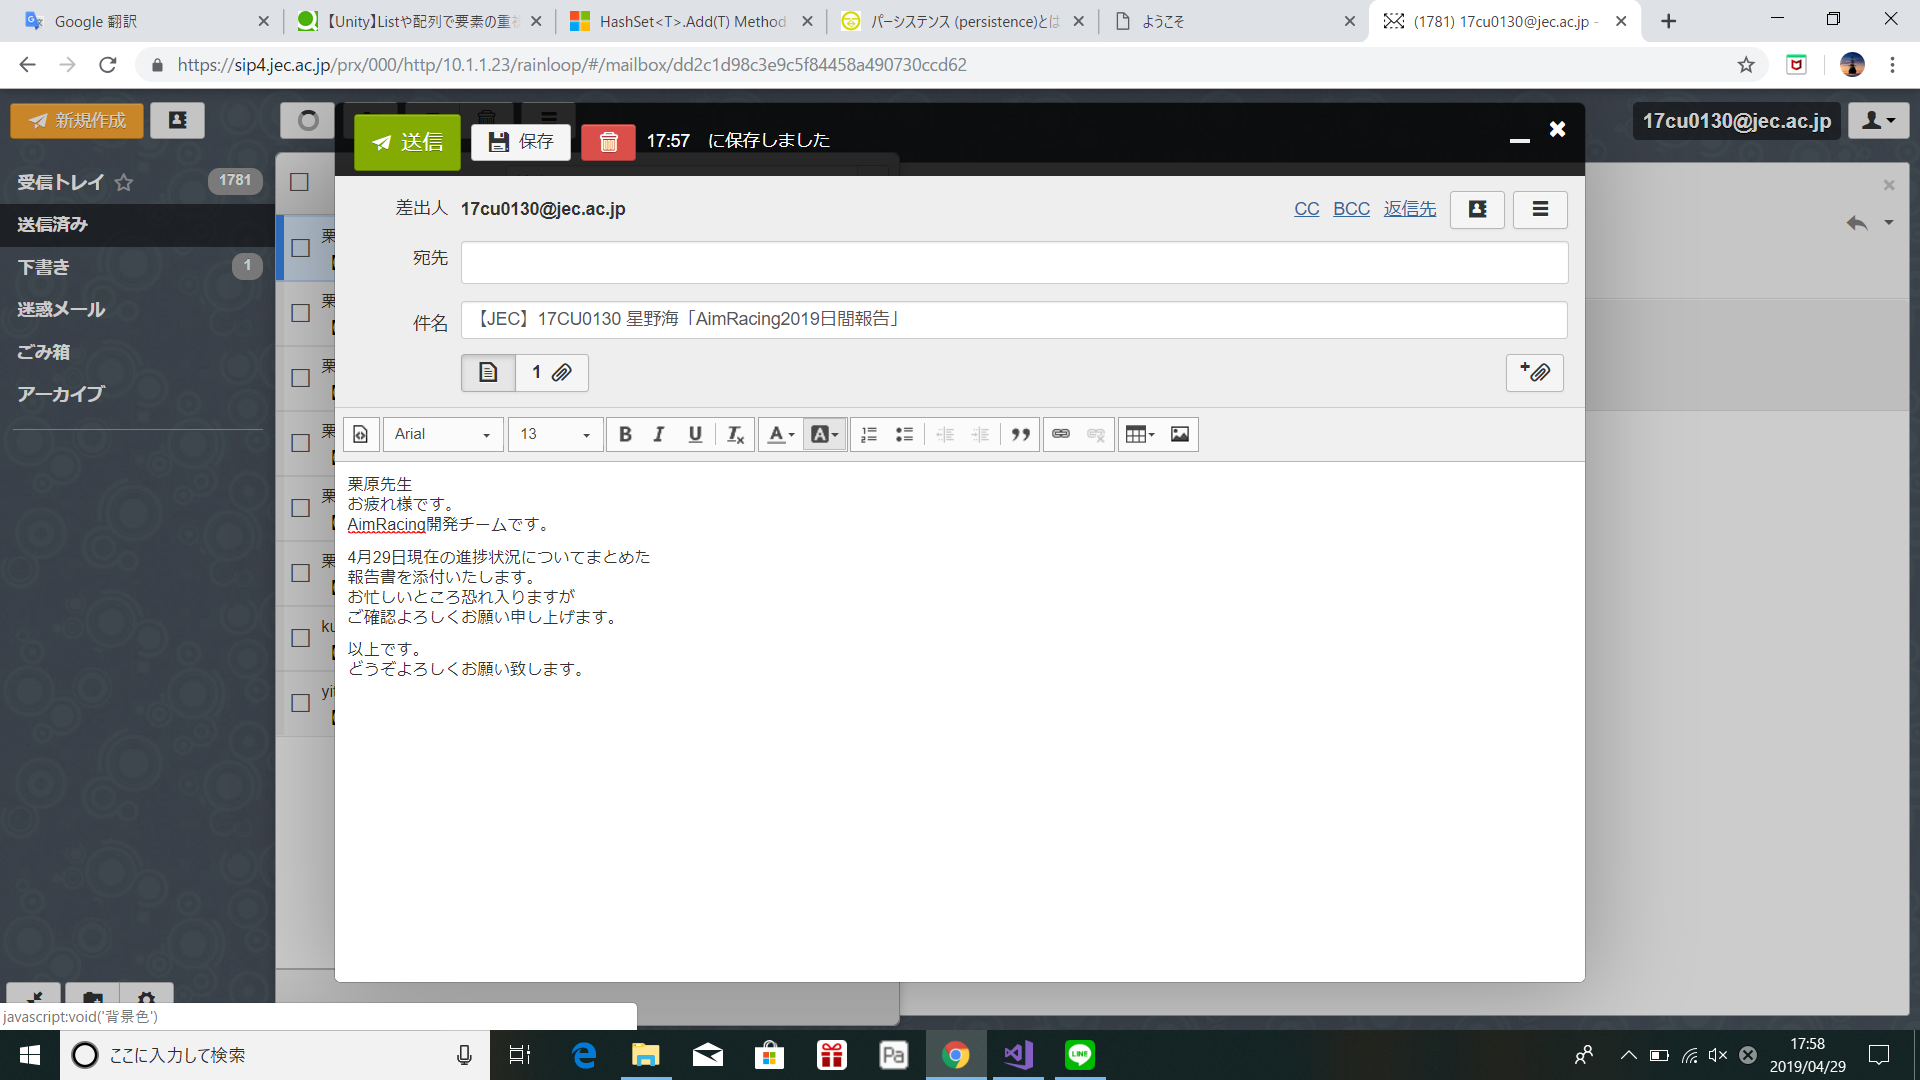 Google 翻訳
【Unity】Listや配列で要素の重複
HashSet<T>.Add(T) Method
パーシステンス (persistence)とは
ようこそ
(1781) 17cu0130@jec.ac.jp -
https://sip4.jec.ac.jp/prx/000/http/10.1.1.23/rainloop/#/mailbox/dd2c1d98c3e9c5f84458a490730ccd62
新規作成
送信
保存
17:57 に保存しました
17cu0130@jec.ac.jp
受信トレイ
1781
送信済み
下書き
1
迷惑メール
ごみ箱
アーカイブ
栗
栗
栗
栗
栗
栗
ku
yi
差出人 17cu0130@jec.ac.jp
CC BCC 返信先
宛先
件名
【JEC】17CU0130 星野海「AimRacing2019日間報告」
1
Arial
13
栗原先生
お疲れ様です。
AimRacing開発チームです。
4月29日現在の進捗状況についてまとめた
報告書を添付いたします。
お忙しいところ恐れ入りますが
ご確認よろしくお願い申し上げます。
以上です。
どうぞよろしくお願い致します。
javascript:void('背景色')
ここに入力して検索
Pa
LINE
17:58
2019/04/29